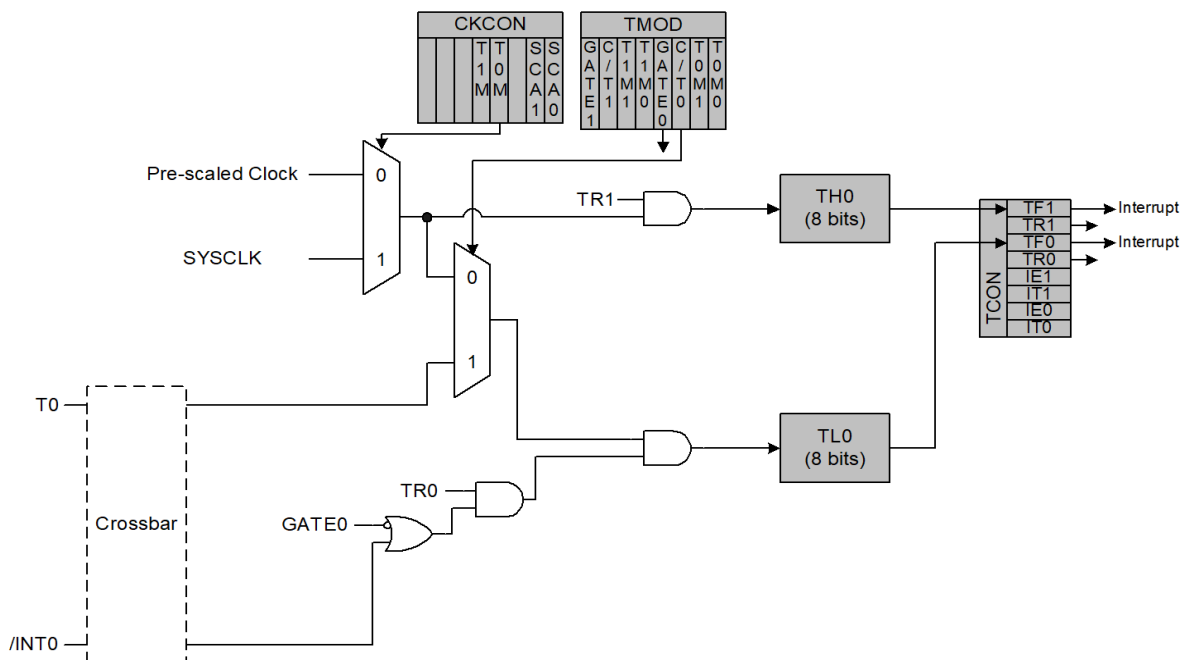 CKCON
T1M
T0M
SCA1
SCA0
TMOD
GATE1
C/T1
T1M1
T1M0
GATE0
C/T0
T0M1
T0M0
Pre-scaled Clock
0
SYSCLK
1
TR1
TH0
(8 bits)
TCON
TF1
TR1
TF0
TR0
IE1
IT1
IE0
IT0
Interrupt
Interrupt
0
1
T0
Crossbar
/INT0
TR0
GATE0
TL0
(8 bits)